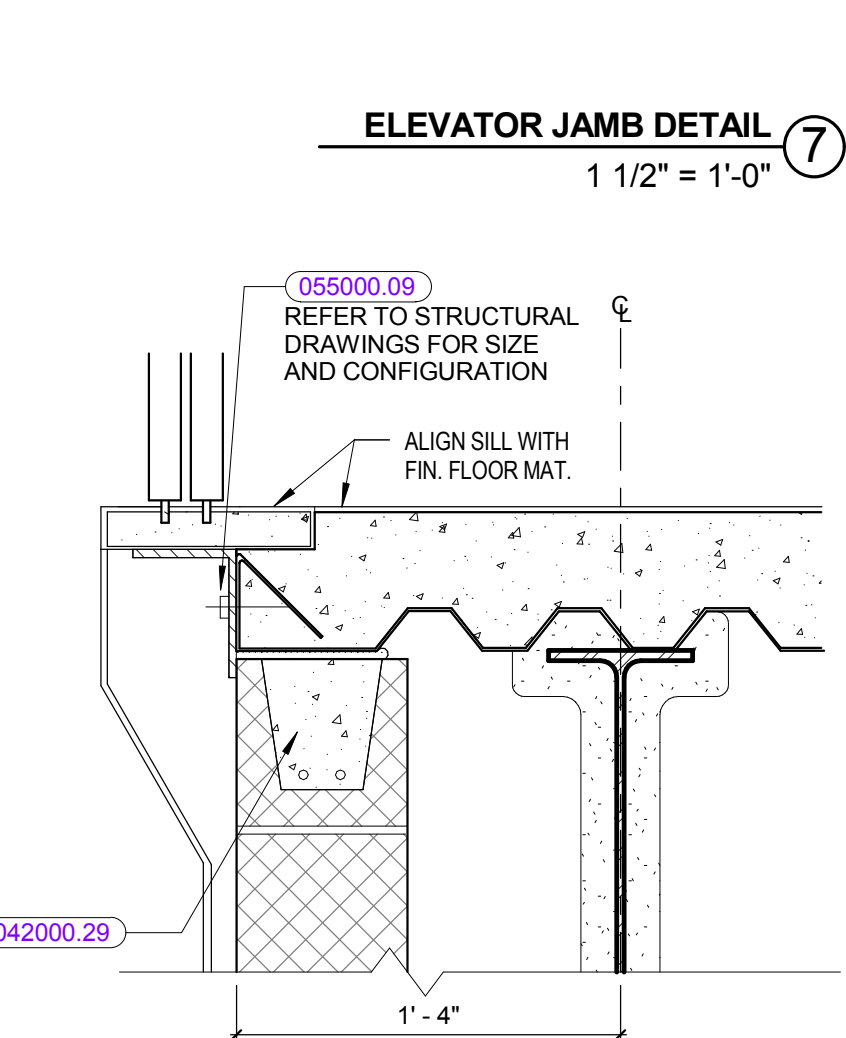 ELEVATOR JAMB DETAIL
7
1 1/2" = 1'-0"
055000.09
REFER TO STRUCTURAL
DRAWINGS FOR SIZE
AND CONFIGURATION
℄
ALIGN SILL WITH
FIN. FLOOR MAT.
042000.29
1' - 4"